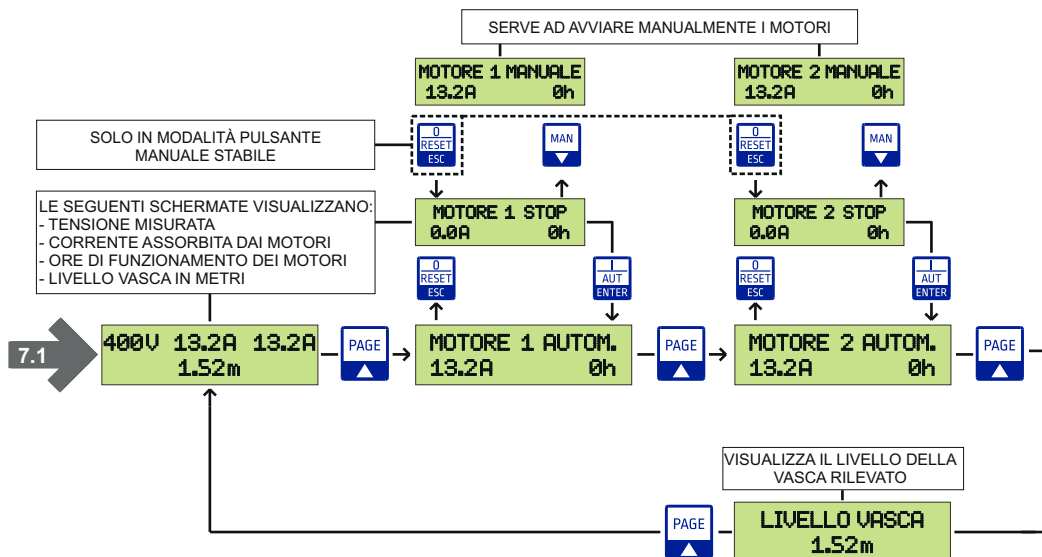 SERVE AD AVVIARE MANUALMENTE I MOTORI
MOTORE 1 MANUALE
13.2A 0h
MOTORE 2 MANUALE
13.2A 0h
SOLO IN MODALITÀ PULSANTE
MANUALE STABILE
0
RESET
ESC
MAN
0
RESET
ESC
MAN
LE SEGUENTI SCHERMATE VISUALIZZANO:
- TENSIONE MISURATA
- CORRENTE ASSORBITA DAI MOTORI
- ORE DI FUNZIONAMENTO DEI MOTORI
- LIVELLO VASCA IN METRI
MOTORE 1 STOP
0.0A 0h
MOTORE 2 STOP
0.0A 0h
0
RESET
ESC
I
AUT
ENTER
0
RESET
ESC
I
AUT
ENTER
7.1
400V 13.2A 13.2A
1.52m
PAGE
MOTORE 1 AUTOM.
13.2A 0h
PAGE
MOTORE 2 AUTOM.
13.2A 0h
PAGE
VISUALIZZA IL LIVELLO DELLA
VASCA RILEVATO
PAGE
LIVELLO VASCA
1.52m